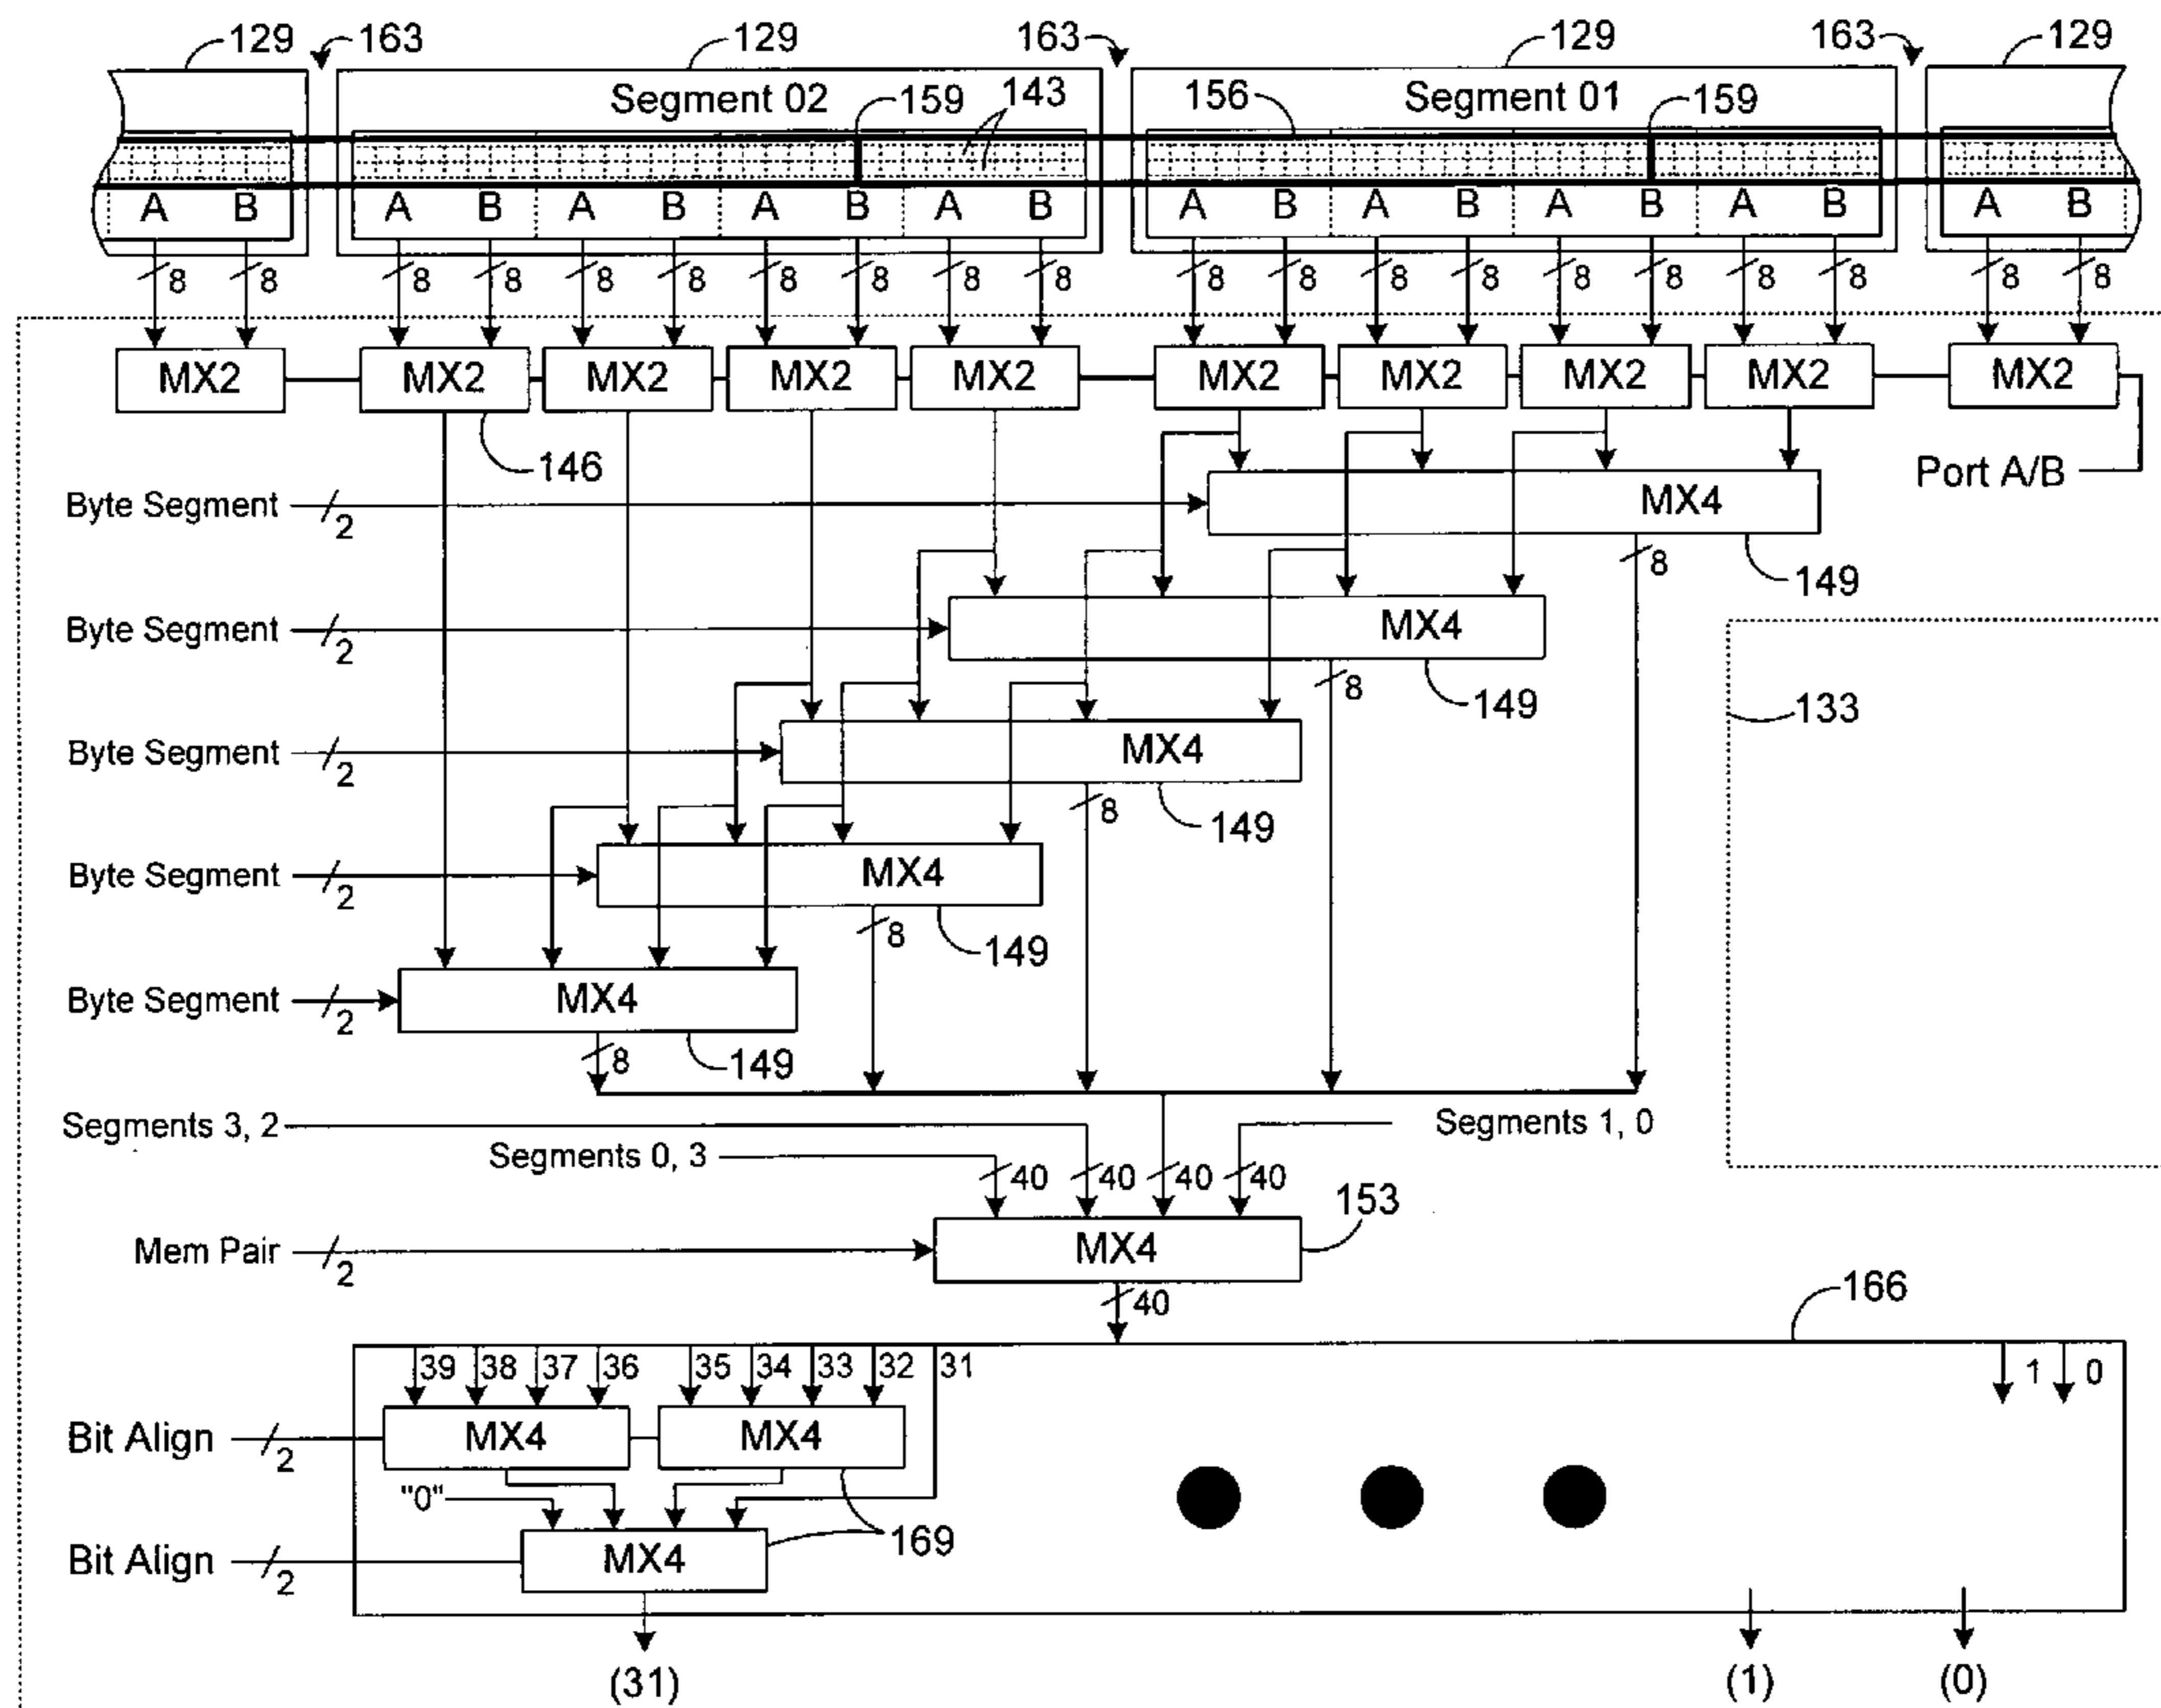 129 163 129 163 129 163 129
Segment 02 159 143 156 Segment 01 159
A B A B A B A B A B A B A B A B A B A B
8 8 8 8 8 8 8 8 8 8 8 8 8 8 8 8 8 8 8 8
MX2 MX2 MX2 MX2 MX2 MX2 MX2 MX2 MX2 MX2
146 Port A/B
Byte Segment 2 MX4
8 149
Byte Segment 2 MX4
8 149 133
Byte Segment 2 MX4
8 149
Byte Segment 2 MX4
8 149
Byte Segment 2 MX4
8 149
Segments 3, 2 Segments 1, 0
Segments 0, 3 40 40 40 40
153
Mem Pair 2 MX4
40 166
39 38 37 36 35 34 33 32 31 1 0
Bit Align 2 MX4 MX4
"0"
169
Bit Align 2 MX4
(31) (1) (0)